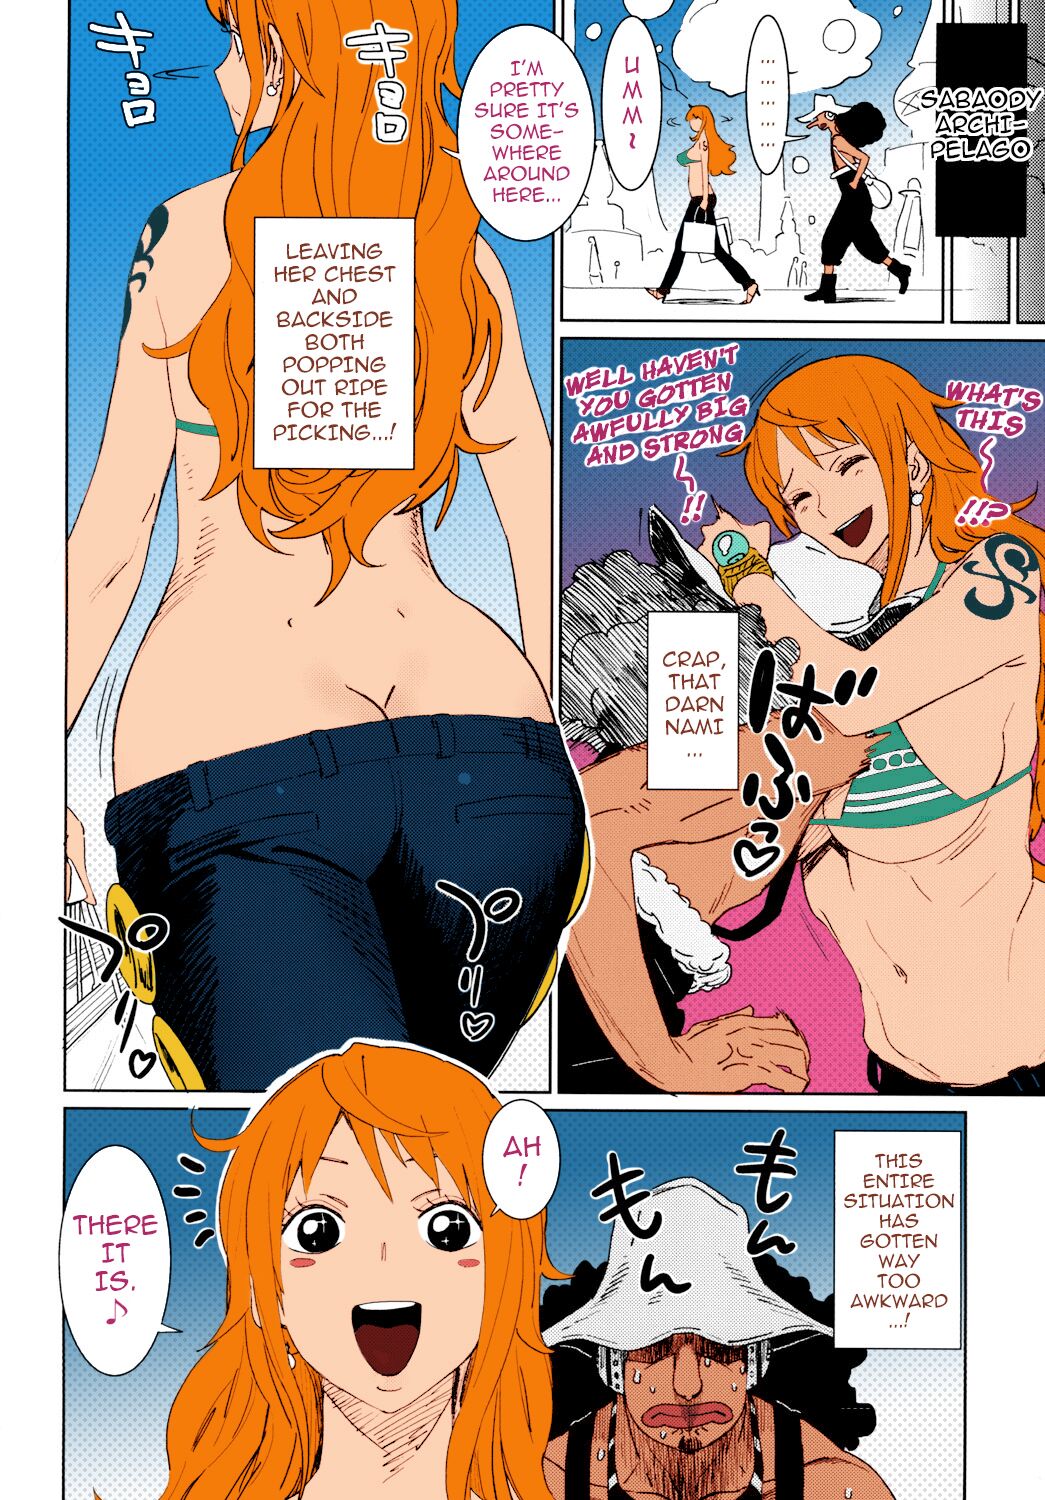 SABAODY
ARCHI-
PELAGO
...
...
...
...
UMM~
I'M
PRETTY
SURE IT'S
SOME-
WHERE
AROUND
HERE...
キョロ
キョロ
LEAVING
HER CHEST
AND
BACKSIDE
BOTH
POPPING
OUT RIPE
FOR THE
PICKING...!
プリ♡
プリ♡
WHAT'S
THIS
~!!?
WELL HAVEN'T
YOU GOTTEN
AWFULLY BIG
AND STRONG
~!!
CRAP,
THAT
DARN
NAMI
...
ばふっ♡
THIS
ENTIRE
SITUATION
HAS
GOTTEN
WAY
TOO
AWKWARD
...!
もん
もん
AH
!
THERE
IT
IS.
♪